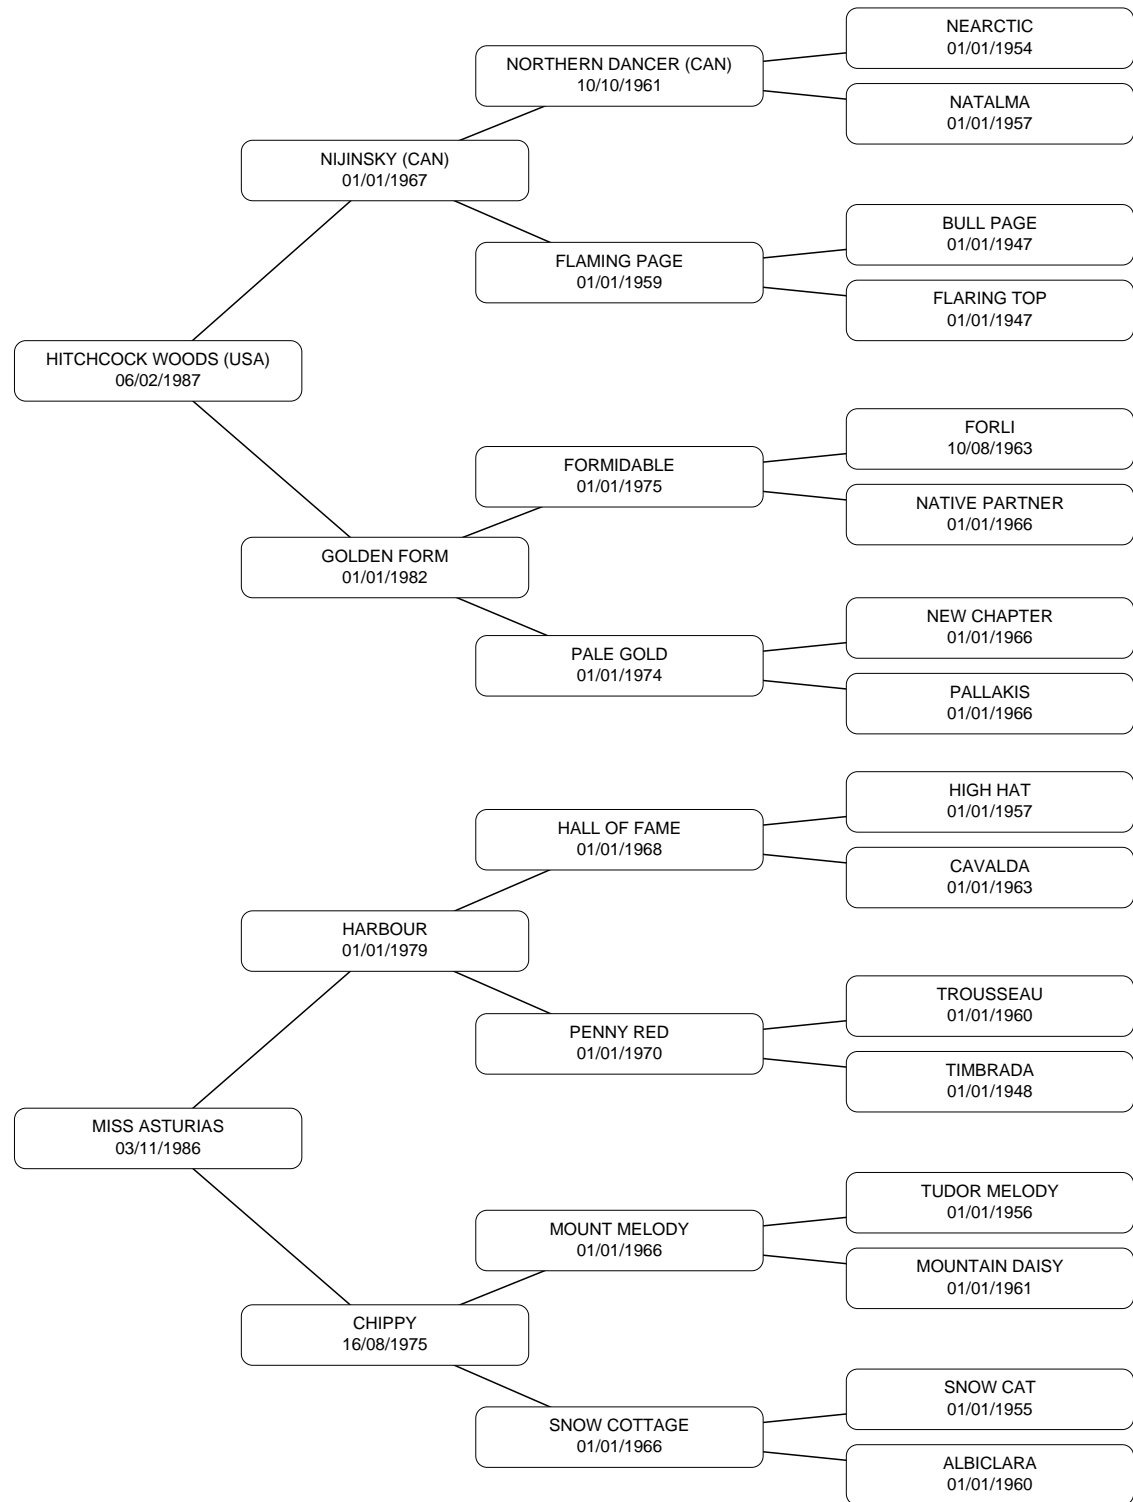 NEARCTIC
01/01/1954
NORTHERN DANCER (CAN)
10/10/1961
NATALMA
01/01/1957
NIJINSKY (CAN)
01/01/1967
BULL PAGE
01/01/1947
FLAMING PAGE
01/01/1959
FLARING TOP
01/01/1947
HITCHCOCK WOODS (USA)
06/02/1987
FORLI
10/08/1963
FORMIDABLE
01/01/1975
NATIVE PARTNER
01/01/1966
GOLDEN FORM
01/01/1982
NEW CHAPTER
01/01/1966
PALE GOLD
01/01/1974
PALLAKIS
01/01/1966
HIGH HAT
01/01/1957
HALL OF FAME
01/01/1968
CAVALDA
01/01/1963
HARBOUR
01/01/1979
TROUSSEAU
01/01/1960
PENNY RED
01/01/1970
TIMBRADA
01/01/1948
MISS ASTURIAS
03/11/1986
TUDOR MELODY
01/01/1956
MOUNT MELODY
01/01/1966
MOUNTAIN DAISY
01/01/1961
CHIPPY
16/08/1975
SNOW CAT
01/01/1955
SNOW COTTAGE
01/01/1966
ALBICLARA
01/01/1960